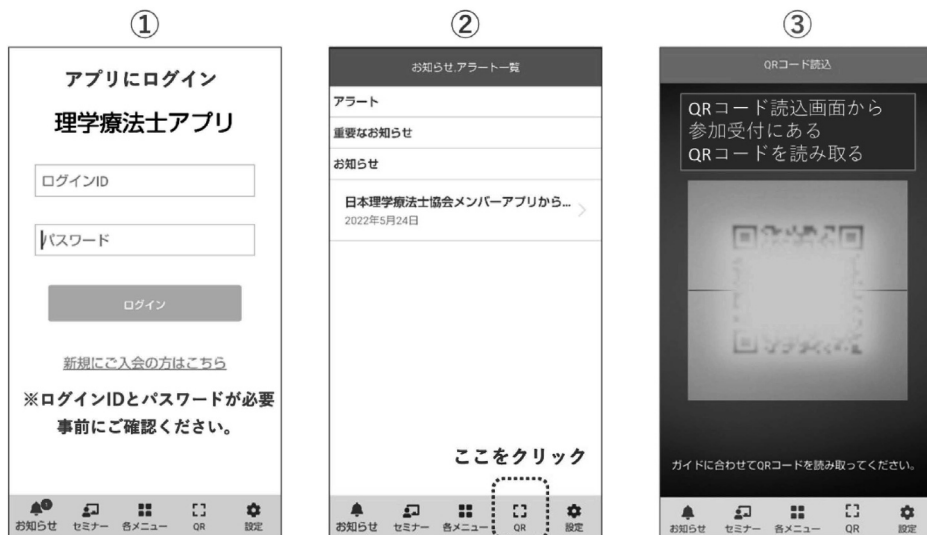 ①
アプリにログイン
理学療法士アプリ
ログインID
パスワード
ログイン
新規にご入会の方はこちら
※ログインIDとパスワードが必要
事前にご確認ください。
お知らせ
セミナー
各メニュー
QR
設定
②
お知らせ,アラート一覧
アラート
重要なお知らせ
お知らせ
日本理学療法士協会メンバーアプリから...
2022年5月24日
ここをクリック
お知らせ
セミナー
各メニュー
QR
設定
③
QRコード読込
QRコード読込画面から
参加受付にある
QRコードを読み取る
ガイドに合わせてQRコードを読み取ってください。
お知らせ
セミナー
各メニュー
QR
設定